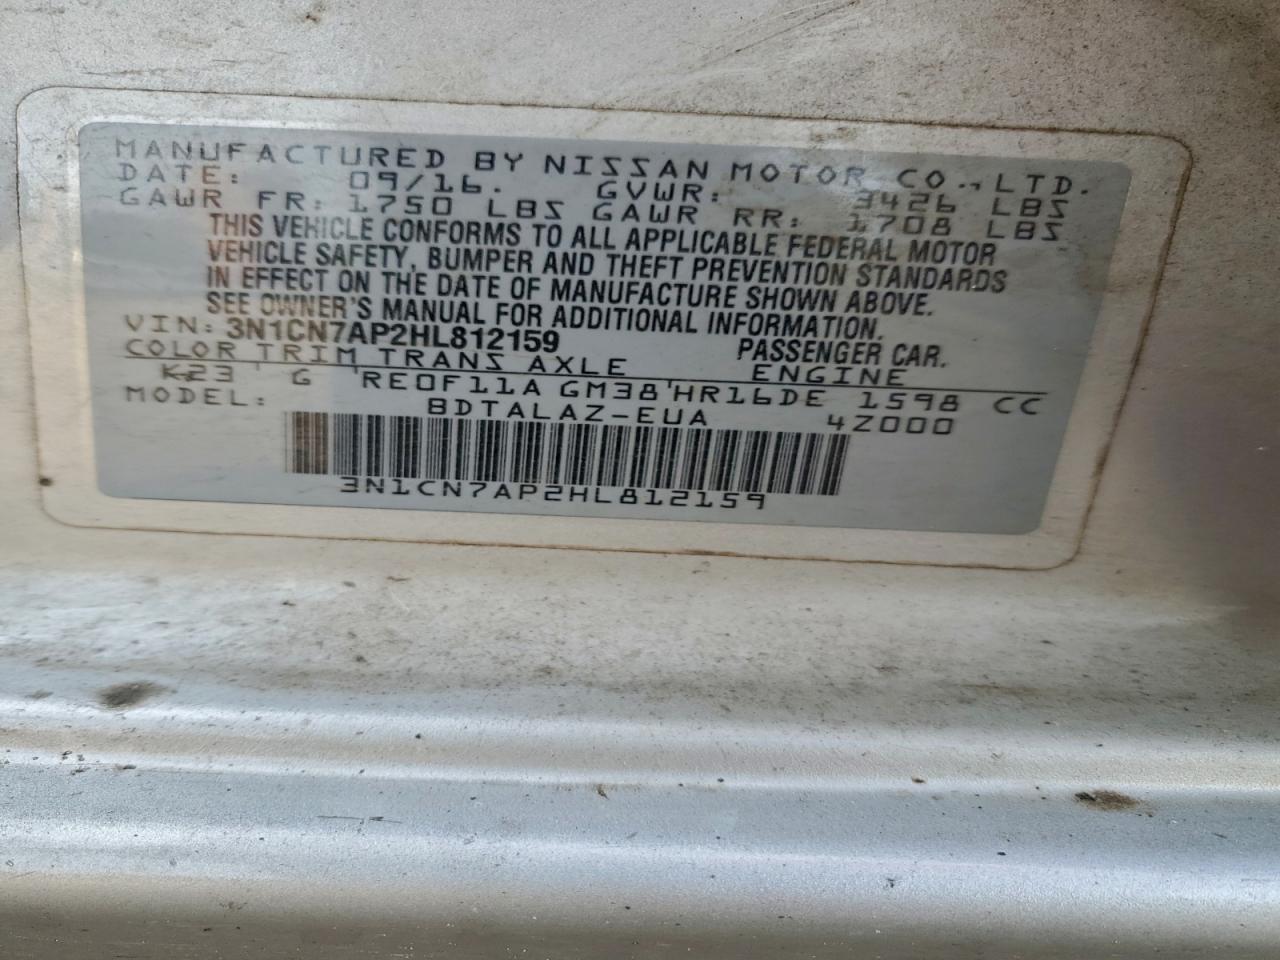 MANUFACTURED BY NISSAN MOTOR CO., LTD.
DATE: 09/16. GVWR: 3426 LBS
GAWR FR: 1750 LBS GAWR RR: 1708 LBS
THIS VEHICLE CONFORMS TO ALL APPLICABLE FEDERAL MOTOR
VEHICLE SAFETY, BUMPER AND THEFT PREVENTION STANDARDS
IN EFFECT ON THE DATE OF MANUFACTURE SHOWN ABOVE.
SEE OWNER'S MANUAL FOR ADDITIONAL INFORMATION.
VIN: 3N1CN7AP2HL812159 PASSENGER CAR.
COLOR TRIM TRANS AXLE ENGINE
K23 G RE0F11A GM38 HR16DE 1598 CC
MODEL: BDTALAZ-EUA 4Z000
3N1CN7AP2HL812159